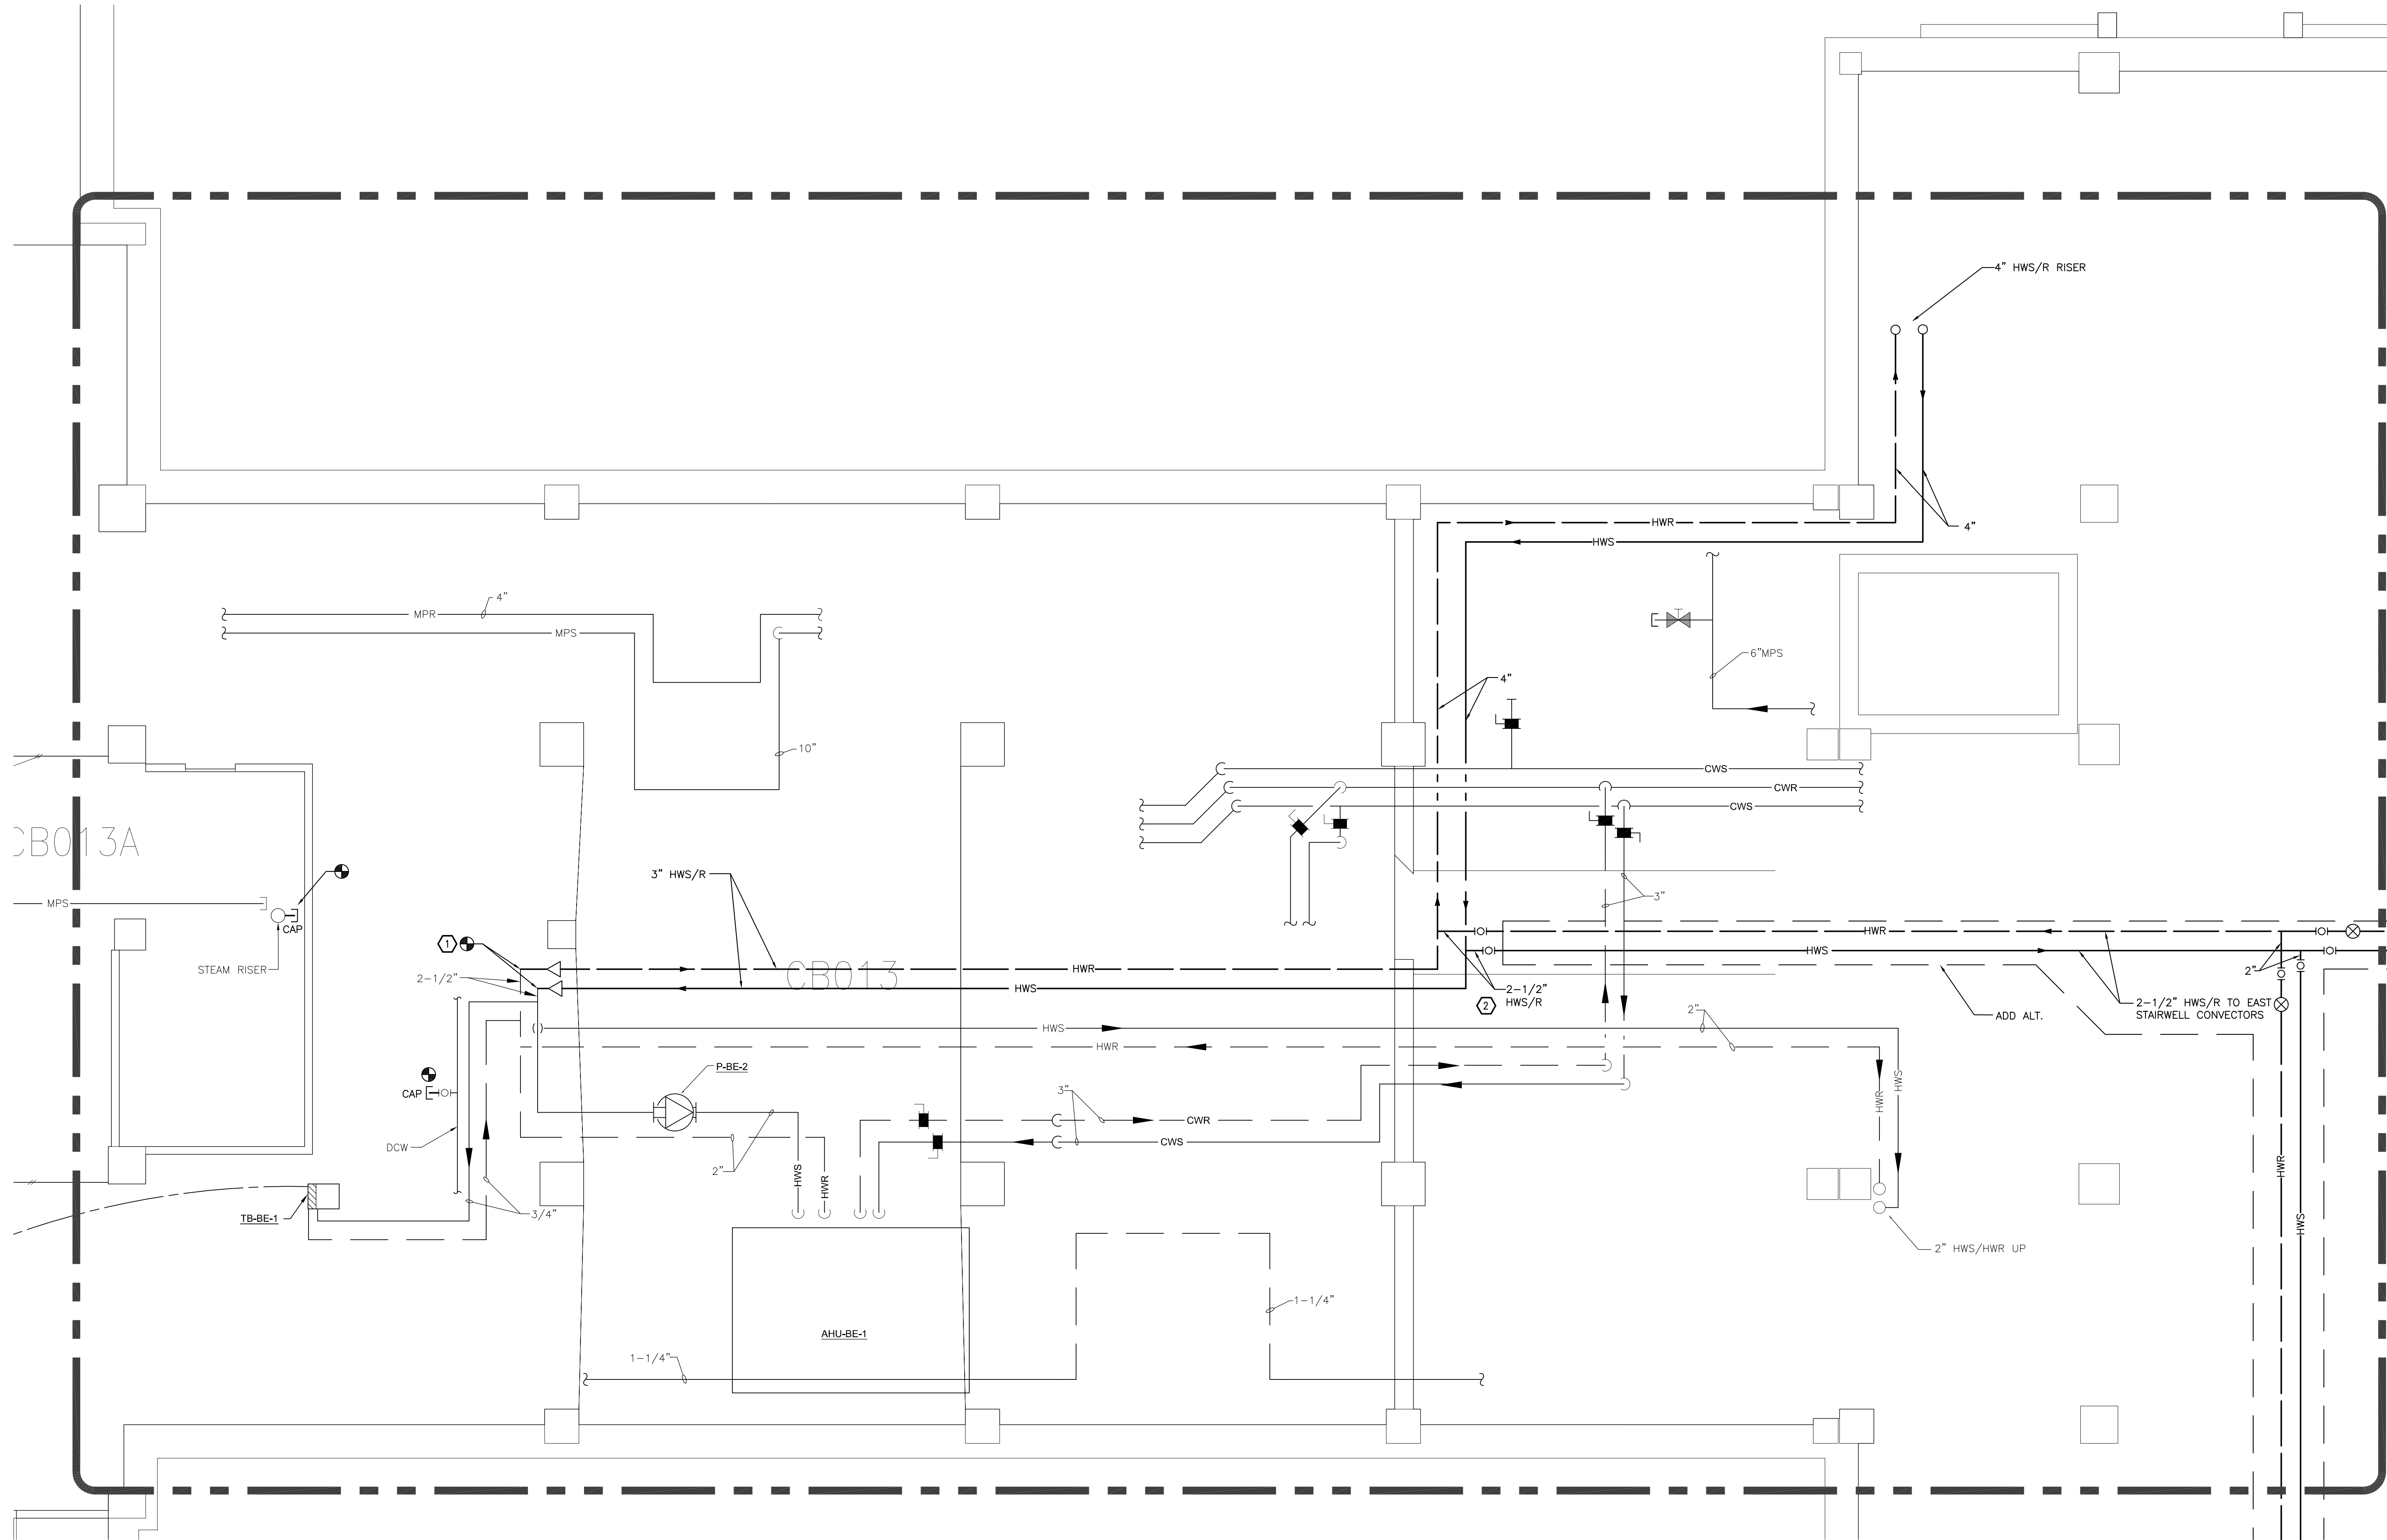 4" HWS/R RISER
HWR
4"
HWS
4"
MPR
MPS
6"MPS
4"
10"
CWS
CWR
CWS
CB013A
3" HWS/R
3"
MPS
CAP
1
HWR
HWS
STEAM RISER
2-1/2"
CB013
HWR
HWS
2"
2-1/2"
2 HWS/R
2-1/2" HWS/R TO EAST
STAIRWELL CONVECTORS
2"
ADD ALT.
HWS
HWR
P-BE-2
HWS
CAP
3"
HWR
CWR
DCW
CWS
2"
HWS
HWR
HWR
TB-BE-1
3/4"
HWS
2" HWS/HWR UP
1-1/4"
AHU-BE-1
1-1/4"